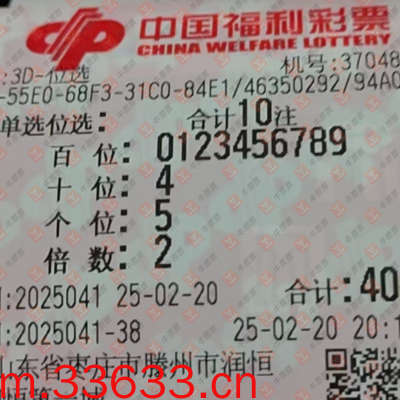 中国福利彩票
CHINA WELFARE LOTTERY
:3D-位选 机号:37048
-55E0-68F3-31C0-84E1/46350292/94A0
单选位选: 合计10注
百 位:0123456789
十 位:4
个 位:5
倍 数:2
:2025041 25-02-20 合计:40
:2025041-38 25-02-20 20:1
山东省枣庄市滕州市润恒
m.33633.cn